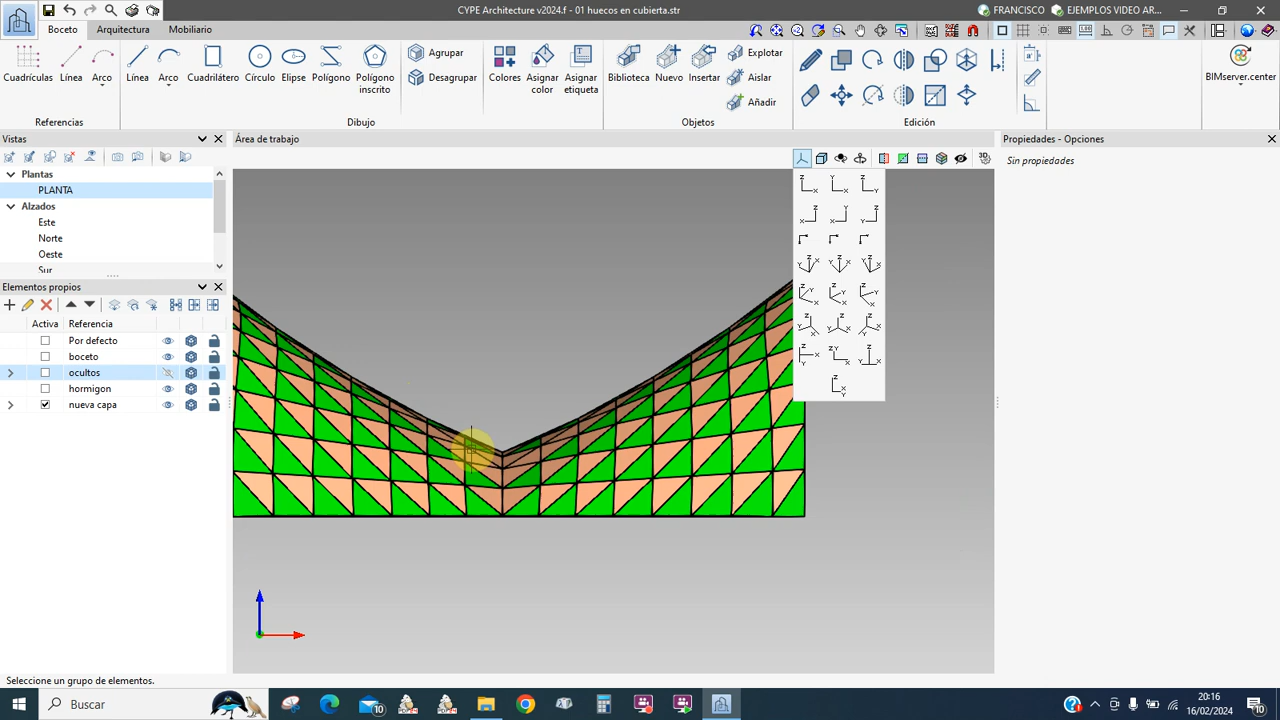 CYPE Architecture v2024.f - 01 huecos en cubierta.str
FRANCISCO
EJEMPLOS VIDEO AR...
Boceto
Arquitectura
Mobiliario
Cuadrículas
Línea
Arco
Línea
Arco
Cuadrilátero
Círculo
Elipse
Polígono
Polígono inscrito
Agrupar
Desagrupar
Colores
Asignar color
Asignar etiqueta
Biblioteca
Nuevo
Insertar
Explotar
Aislar
Añadir
BIMserver.center
Referencias
Dibujo
Objetos
Edición
Vistas
Área de trabajo
Propiedades - Opciones
Sin propiedades
Plantas
PLANTA
Alzados
Este
Norte
Oeste
Sur
Elementos propios
Activa
Referencia
Por defecto
boceto
ocultos
hormigon
nueva capa
Seleccione un grupo de elementos.
Buscar
20:16
16/02/2024